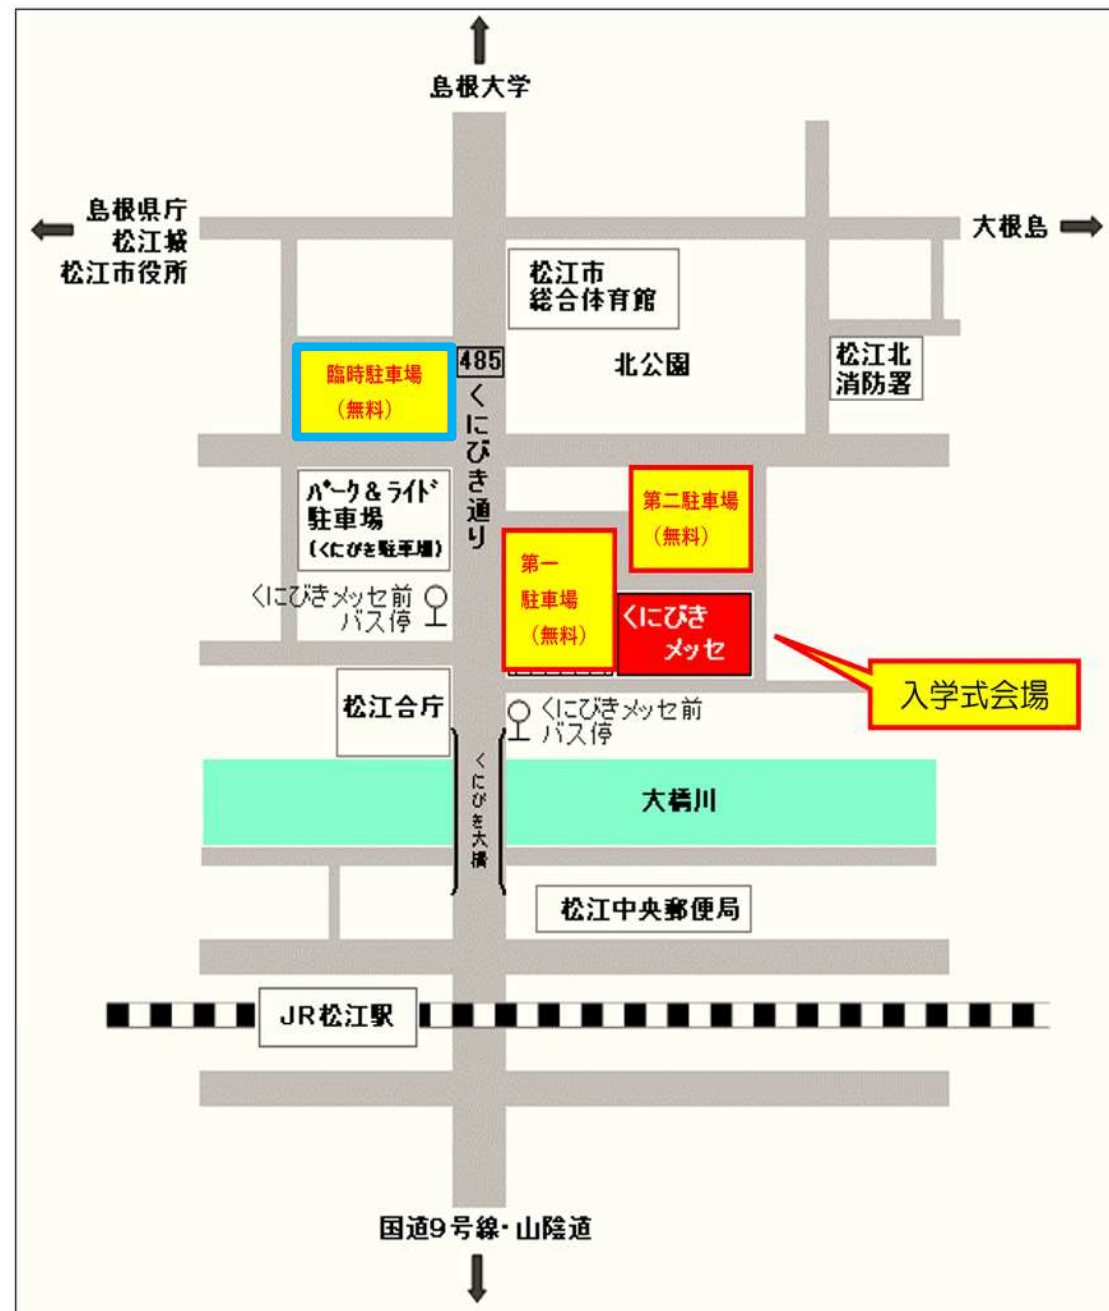 島根大学
島根県庁
松江城
松江市役所
大根島
松江市
総合体育館
485
くにびき通り
北公園
松江北
消防署
臨時駐車場
（無料）
パーク＆ライド
駐車場
(くにびき駐車場)
第二駐車場
（無料）
第一
駐車場
（無料）
くにびき
メッセ
くにびきメッセ前
バス停
入学式会場
松江合庁
くにびきメッセ前
バス停
くにびき大橋
大橋川
松江中央郵便局
JR松江駅
国道9号線・山陰道